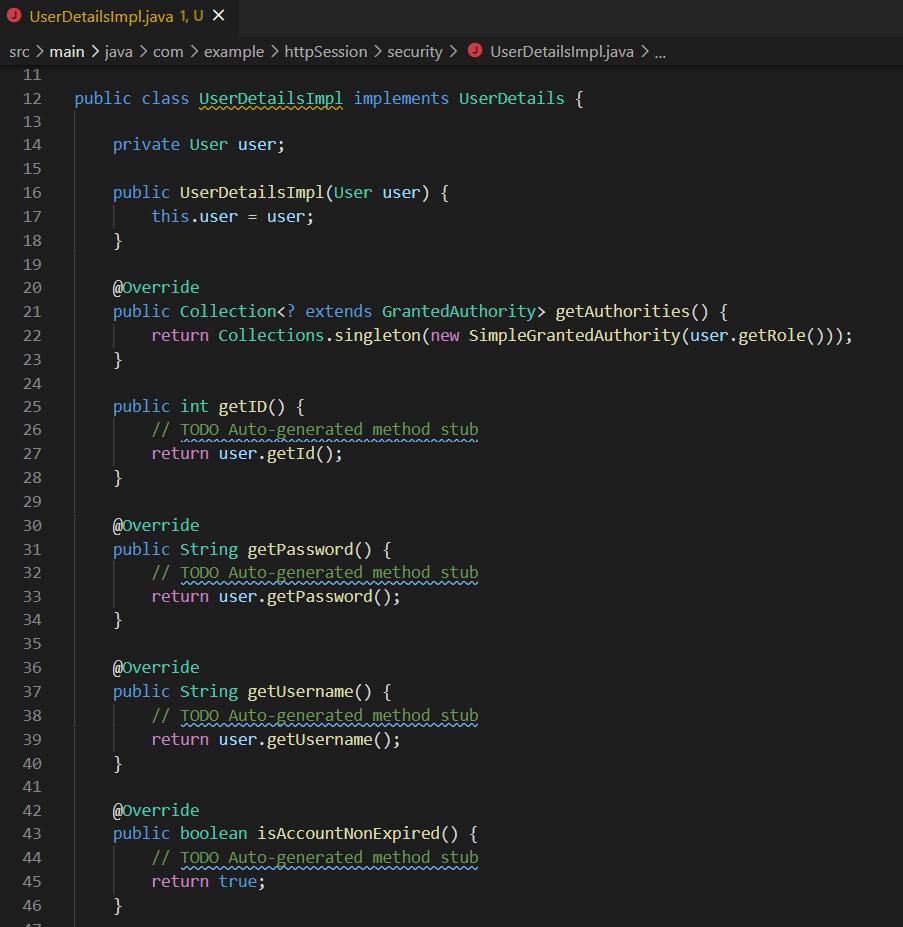 UserDetailsImpl.java 1, U
src > main > java > com > example > httpSession > security > UserDetailsImpl.java > ...
11
12 public class UserDetailsImpl implements UserDetails {
13
14     private User user;
15
16     public UserDetailsImpl(User user) {
17         this.user = user;
18     }
19
20     @Override
21     public Collection<? extends GrantedAuthority> getAuthorities() {
22         return Collections.singleton(new SimpleGrantedAuthority(user.getRole()));
23     }
24
25     public int getID() {
26         // TODO Auto-generated method stub
27         return user.getId();
28     }
29
30     @Override
31     public String getPassword() {
32         // TODO Auto-generated method stub
33         return user.getPassword();
34     }
35
36     @Override
37     public String getUsername() {
38         // TODO Auto-generated method stub
39         return user.getUsername();
40     }
41
42     @Override
43     public boolean isAccountNonExpired() {
44         // TODO Auto-generated method stub
45         return true;
46     }